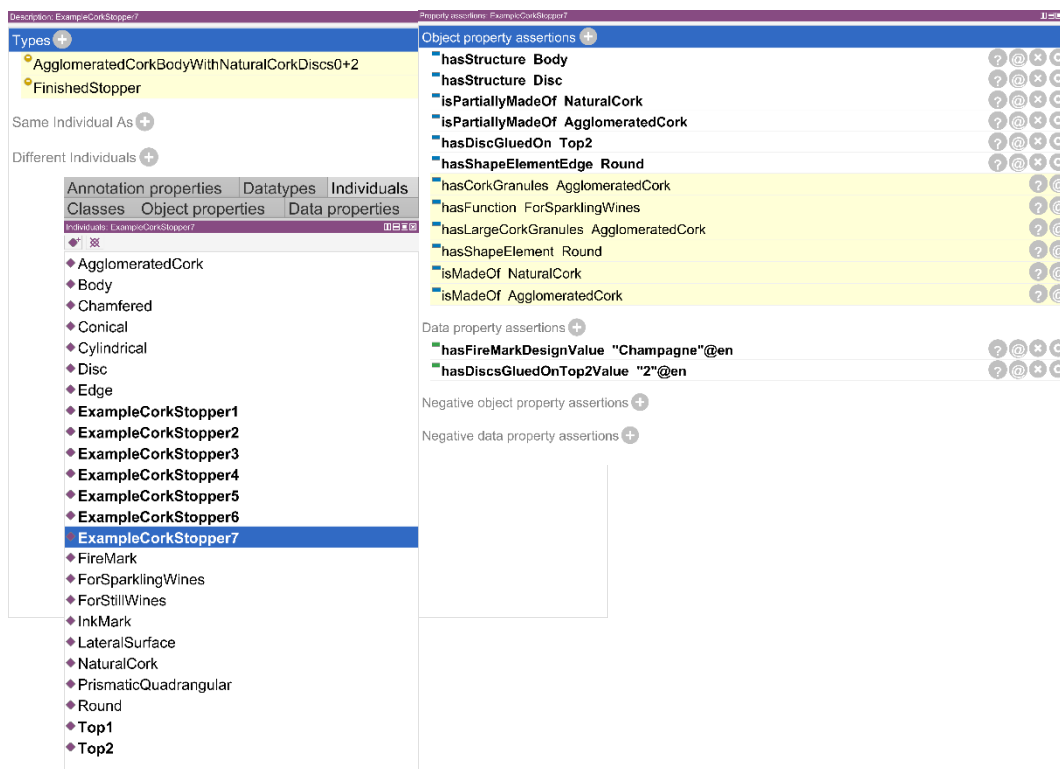 Description: ExampleCorkStopper7
Types
AgglomeratedCorkBodyWithNaturalCorkDiscs0+2
FinishedStopper
Same Individual As
Different Individuals
Annotation properties Datatypes Individuals
Classes Object properties Data properties
Individuals: ExampleCorkStopper7
AgglomeratedCork
Body
Chamfered
Conical
Cylindrical
Disc
Edge
ExampleCorkStopper1
ExampleCorkStopper2
ExampleCorkStopper3
ExampleCorkStopper4
ExampleCorkStopper5
ExampleCorkStopper6
ExampleCorkStopper7
FireMark
ForSparklingWines
ForStillWines
InkMark
LateralSurface
NaturalCork
PrismaticQuadrangular
Round
Top1
Top2
Property assertions: ExampleCorkStopper7
Object property assertions
hasStructure Body
hasStructure Disc
isPartiallyMadeOf NaturalCork
isPartiallyMadeOf AgglomeratedCork
hasDiscGluedOn Top2
hasShapeElementEdge Round
hasCorkGranules AgglomeratedCork
hasFunction ForSparklingWines
hasLargeCorkGranules AgglomeratedCork
hasShapeElement Round
isMadeOf NaturalCork
isMadeOf AgglomeratedCork
Data property assertions
hasFireMarkDesignValue "Champagne"@en
hasDiscsGluedOnTop2Value "2"@en
Negative object property assertions
Negative data property assertions